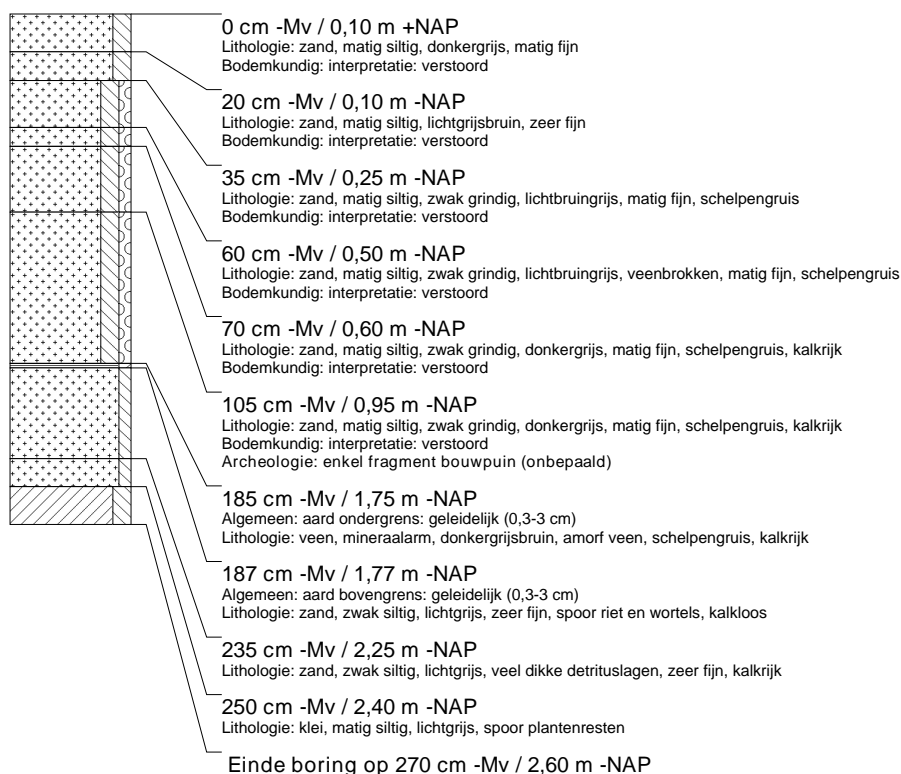 0 cm -Mv / 0,10 m +NAP
Lithologie: zand, matig siltig, donkergrijs, matig fijn
Bodemkundig: interpretatie: verstoord
20 cm -Mv / 0,10 m -NAP
Lithologie: zand, matig siltig, lichtgrijsbruin, zeer fijn
Bodemkundig: interpretatie: verstoord
35 cm -Mv / 0,25 m -NAP
Lithologie: zand, matig siltig, zwak grindig, lichtbruingrijs, matig fijn, schelpengruis
Bodemkundig: interpretatie: verstoord
60 cm -Mv / 0,50 m -NAP
Lithologie: zand, matig siltig, zwak grindig, lichtbruingrijs, veenbrokken, matig fijn, schelpengruis
Bodemkundig: interpretatie: verstoord
70 cm -Mv / 0,60 m -NAP
Lithologie: zand, matig siltig, zwak grindig, donkergrijs, matig fijn, schelpengruis, kalkrijk
Bodemkundig: interpretatie: verstoord
105 cm -Mv / 0,95 m -NAP
Lithologie: zand, matig siltig, zwak grindig, donkergrijs, matig fijn, schelpengruis, kalkrijk
Bodemkundig: interpretatie: verstoord
Archeologie: enkel fragment bouwpuin (onbepaald)
185 cm -Mv / 1,75 m -NAP
Algemeen: aard ondergrens: geleidelijk (0,3-3 cm)
Lithologie: veen, mineraalarm, donkergrijsbruin, amorf veen, schelpengruis, kalkrijk
187 cm -Mv / 1,77 m -NAP
Algemeen: aard bovengrens: geleidelijk (0,3-3 cm)
Lithologie: zand, zwak siltig, lichtgrijs, zeer fijn, spoor riet en wortels, kalkloos
235 cm -Mv / 2,25 m -NAP
Lithologie: zand, zwak siltig, lichtgrijs, veel dikke detrituslagen, zeer fijn, kalkrijk
250 cm -Mv / 2,40 m -NAP
Lithologie: klei, matig siltig, lichtgrijs, spoor plantenresten
Einde boring op 270 cm -Mv / 2,60 m -NAP